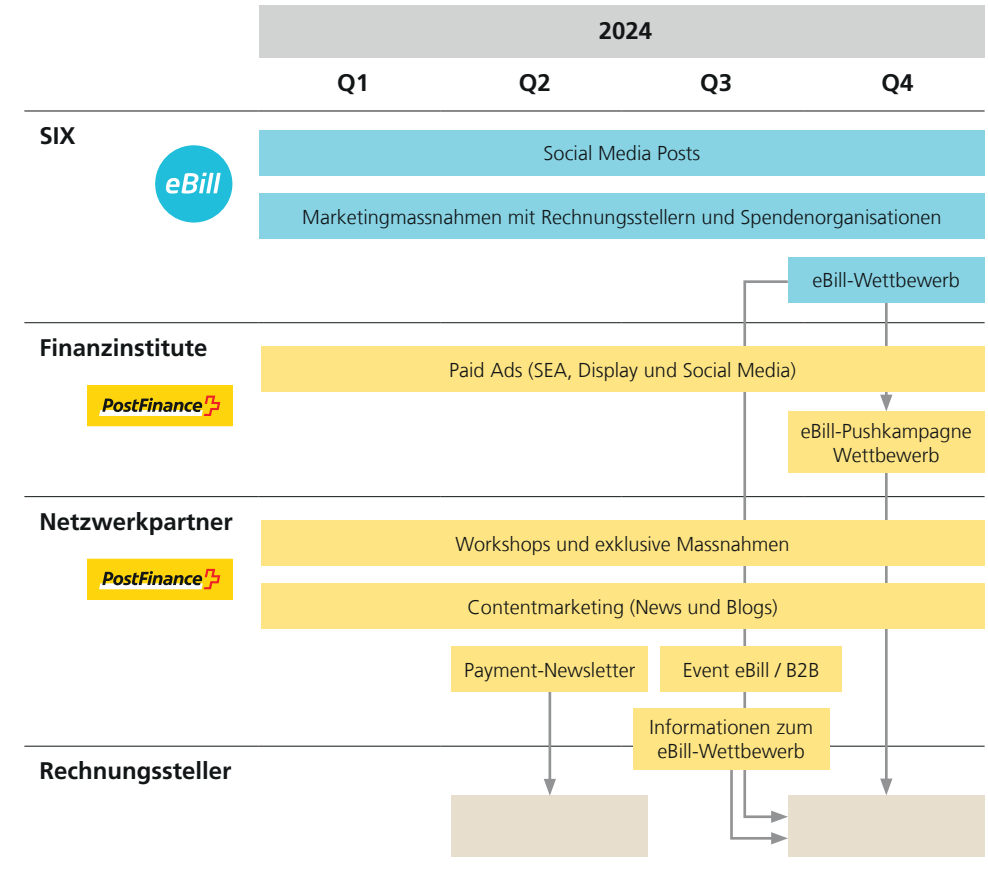 2024
Q1 Q2 Q3 Q4
SIX
eBill
Social Media Posts
Marketingmassnahmen mit Rechnungsstellern und Spendenorganisationen
eBill-Wettbewerb
Finanzinstitute
PostFinance
Paid Ads (SEA, Display und Social Media)
eBill-Pushkampagne
Wettbewerb
Netzwerkpartner
PostFinance
Workshops und exklusive Massnahmen
Contentmarketing (News und Blogs)
Payment-Newsletter
Event eBill / B2B
Informationen zum
eBill-Wettbewerb
Rechnungssteller